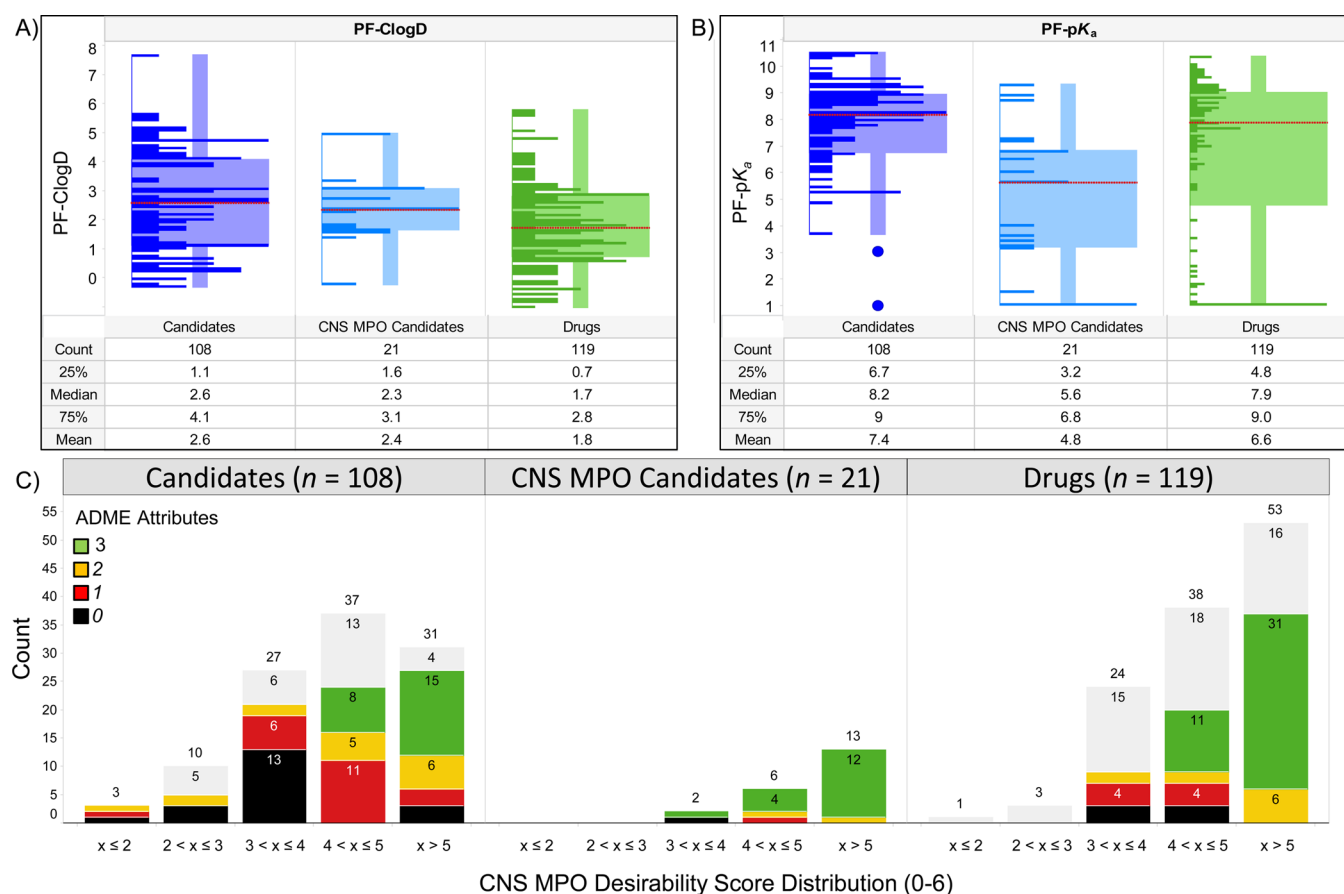 A)
PF-ClogD
PF-ClogD
8
7
6
5
4
3
2
1
0
Candidates CNS MPO Candidates Drugs
Count 108 21 119
25% 1.1 1.6 0.7
Median 2.6 2.3 1.7
75% 4.1 3.1 2.8
Mean 2.6 2.4 1.8
B)
PF-pKa
PF-pKa
11
10
9
8
7
6
5
4
3
2
1
Candidates CNS MPO Candidates Drugs
Count 108 21 119
25% 6.7 3.2 4.8
Median 8.2 5.6 7.9
75% 9 6.8 9.0
Mean 7.4 4.8 6.6
C)
Candidates (n = 108) CNS MPO Candidates (n = 21) Drugs (n = 119)
ADME Attributes
3
2
1
0
Count
55
50
45
40
35
30
25
20
15
10
5
0
3
10
5
27
6
6
13
37
13
8
5
11
31
4
15
6
2
6
4
13
12
1
3
24
15
4
38
18
11
4
53
16
31
6
x ≤ 2 2 < x ≤ 3 3 < x ≤ 4 4 < x ≤ 5 x > 5 x ≤ 2 2 < x ≤ 3 3 < x ≤ 4 4 < x ≤ 5 x > 5 x ≤ 2 2 < x ≤ 3 3 < x ≤ 4 4 < x ≤ 5 x > 5
CNS MPO Desirability Score Distribution (0-6)